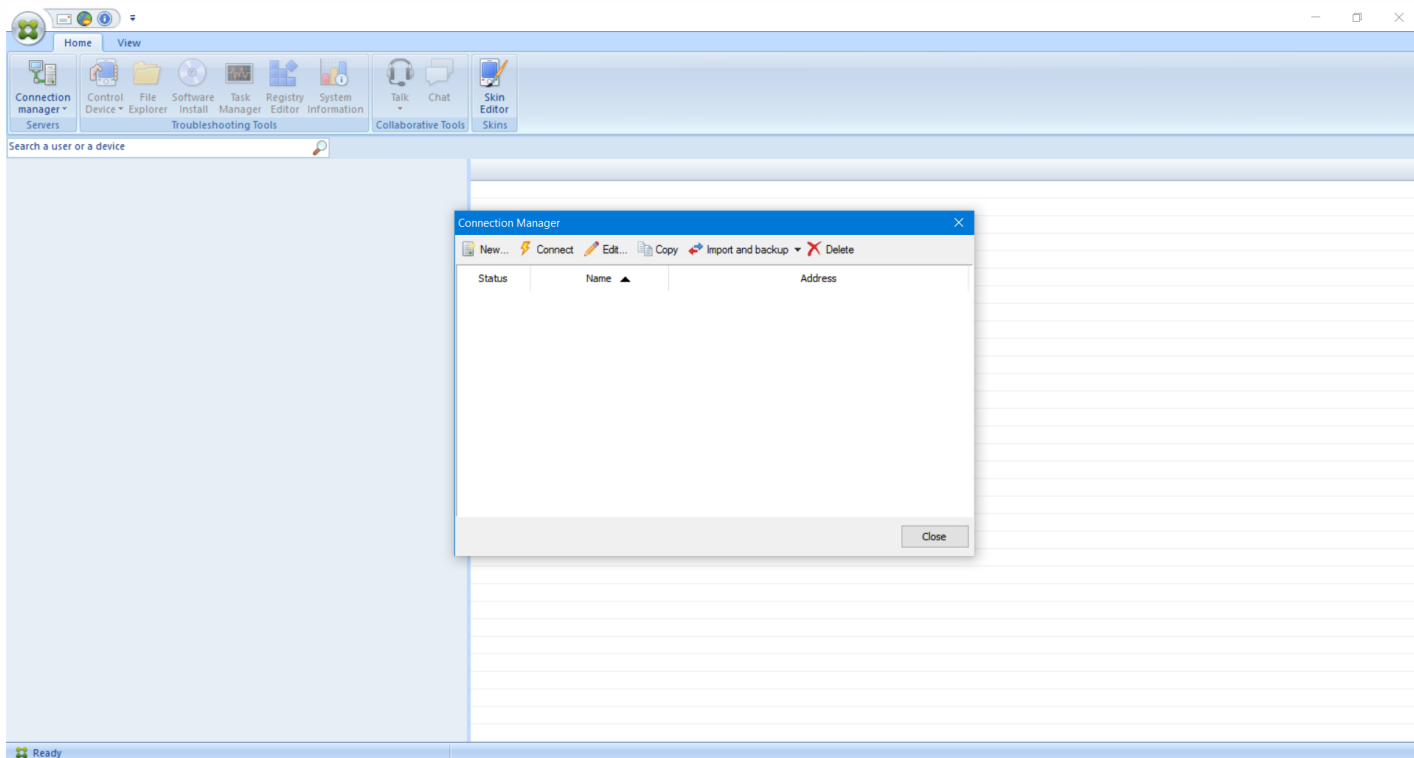 Home View
Connection manager
Control Device
File Explorer
Software Install
Task Manager
Registry Editor
System Information
Talk
Chat
Skin Editor
Servers
Troubleshooting Tools
Collaborative Tools
Skins
Search a user or a device
Connection Manager
New... Connect Edit... Copy Import and backup Delete
Status Name Address
Close
Ready